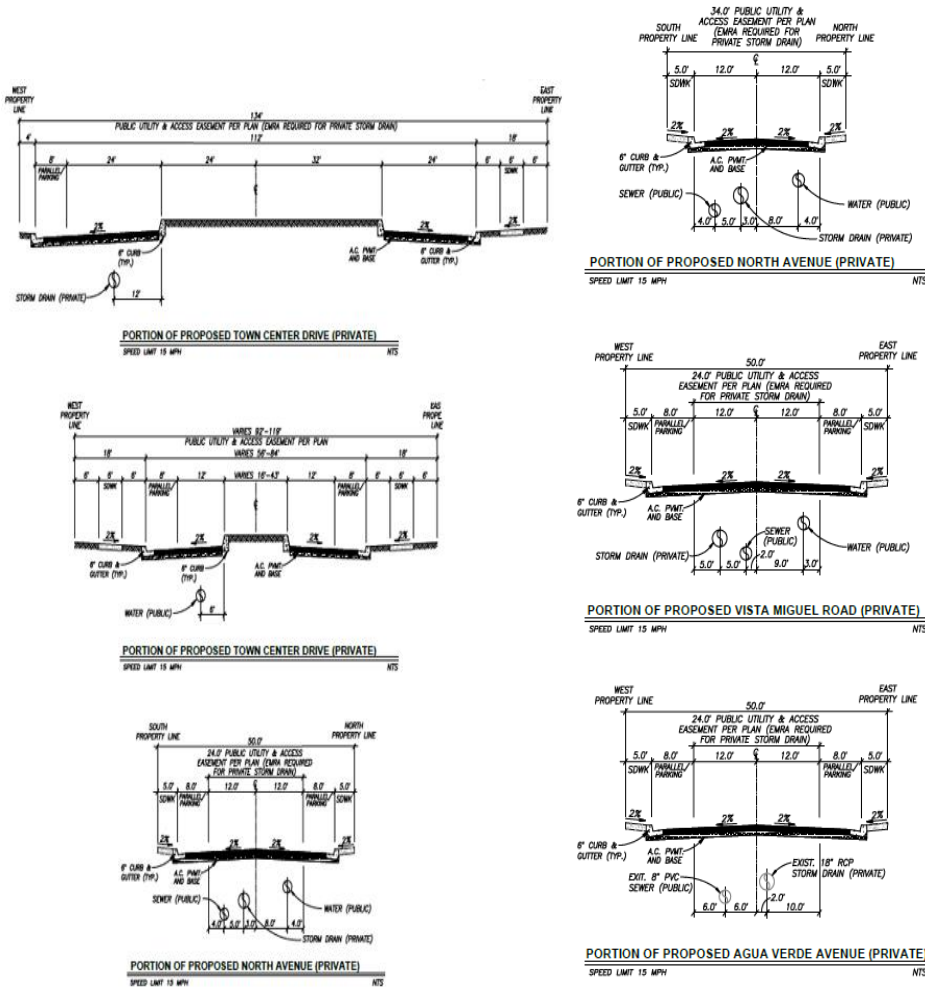 WEST
PROPERTY
LINE
EAST
PROPERTY
LINE
134'
PUBLIC UTILITY & ACCESS EASEMENT PER PLAN (EMRA REQUIRED FOR PRIVATE STORM DRAIN)
4' 112' 18'
8' 24' 24' 32' 24' 6' 6' 6'
PARALLEL
PARKING
SDWK
℄
2% 2% 2%
6" CURB
(TYP.)
A.C. PVMT.
AND BASE
6" CURB &
GUTTER (TYP.)
STORM DRAIN (PRIVATE)
12'
PORTION OF PROPOSED TOWN CENTER DRIVE (PRIVATE)
SPEED LIMIT 15 MPH NTS
WEST
PROPERTY
LINE
EAS
PROPE
LINE
VARIES 92'-119'
PUBLIC UTILITY & ACCESS EASEMENT PER PLAN
18' VARIES 56'-84' 18'
6' 6' 6' 8' 12' VARIES 16'-43' 12' 8' 6' 6' 6'
SDWK
PARALLEL
PARKING
℄
PARALLEL
PARKING
SDWK
2% 2% 2% 2%
6" CURB &
GUTTER (TYP.)
6" CURB
(TYP.)
A.C. PVMT.
AND BASE
WATER (PUBLIC)
6'
PORTION OF PROPOSED TOWN CENTER DRIVE (PRIVATE)
SPEED LIMIT 15 MPH NTS
SOUTH
PROPERTY LINE
NORTH
PROPERTY LINE
50.0'
24.0' PUBLIC UTILITY & ACCESS
EASEMENT PER PLAN (EMRA REQUIRED
FOR PRIVATE STORM DRAIN)
℄
5.0' 8.0' 12.0' 12.0' 8.0' 5.0'
SDWK
PARALLEL
PARKING
PARALLEL
PARKING
SDWK
2% 2% 2% 2%
6" CURB &
GUTTER (TYP.)
A.C. PVMT.
AND BASE
SEWER (PUBLIC)
WATER (PUBLIC)
4.0' 5.0' 3.0' 8.0' 4.0'
STORM DRAIN (PRIVATE)
PORTION OF PROPOSED NORTH AVENUE (PRIVATE)
SPEED LIMIT 15 MPH NTS
34.0' PUBLIC UTILITY &
ACCESS EASEMENT PER PLAN
(EMRA REQUIRED FOR
PRIVATE STORM DRAIN)
SOUTH
PROPERTY LINE
NORTH
PROPERTY LINE
℄
5.0' 12.0' 12.0' 5.0'
SDWK SDWK
2% 2% 2% 2%
6" CURB &
GUTTER (TYP.)
A.C. PVMT.
AND BASE
SEWER (PUBLIC)
WATER (PUBLIC)
4.0' 5.0' 3.0' 8.0' 4.0'
STORM DRAIN (PRIVATE)
PORTION OF PROPOSED NORTH AVENUE (PRIVATE)
SPEED LIMIT 15 MPH NTS
WEST
PROPERTY LINE
EAST
PROPERTY LINE
50.0'
24.0' PUBLIC UTILITY & ACCESS
EASEMENT PER PLAN (EMRA REQUIRED
FOR PRIVATE STORM DRAIN)
℄
5.0' 8.0' 12.0' 12.0' 8.0' 5.0'
SDWK
PARALLEL
PARKING
PARALLEL
PARKING
SDWK
2% 2% 2% 2%
6" CURB &
GUTTER (TYP.)
A.C. PVMT.
AND BASE
STORM DRAIN (PRIVATE)
SEWER
(PUBLIC)
WATER (PUBLIC)
5.0' 5.0' 2.0' 9.0' 3.0'
PORTION OF PROPOSED VISTA MIGUEL ROAD (PRIVATE)
SPEED LIMIT 15 MPH NTS
WEST
PROPERTY LINE
EAST
PROPERTY LINE
50.0'
24.0' PUBLIC UTILITY & ACCESS
EASEMENT PER PLAN (EMRA REQUIRED
FOR PRIVATE STORM DRAIN)
℄
5.0' 8.0' 12.0' 12.0' 8.0' 5.0'
SDWK
PARALLEL
PARKING
PARALLEL
PARKING
SDWK
2% 2% 2% 2%
6" CURB &
GUTTER (TYP.)
A.C. PVMT.
AND BASE
EXIT. 8" PVC
SEWER (PUBLIC)
EXIST. 18" RCP
STORM DRAIN (PRIVATE)
6.0' 6.0' 2.0' 10.0'
PORTION OF PROPOSED AGUA VERDE AVENUE (PRIVATE)
SPEED LIMIT 15 MPH NTS